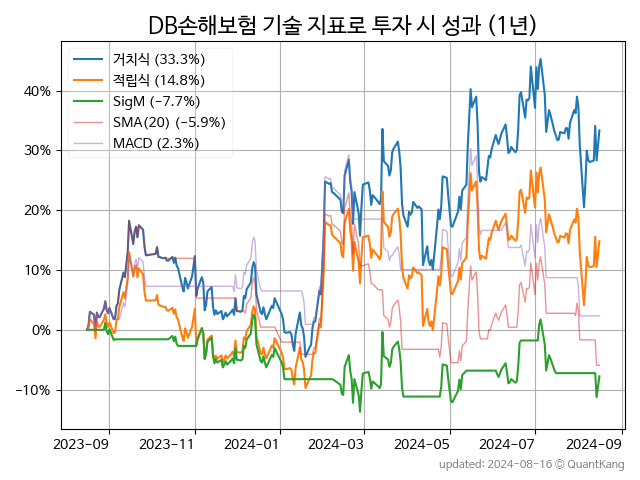 DB손해보험 기술 지표로 투자 시 성과 (1년)
거치식 (33.3%)
적립식 (14.8%)
SigM (−7.7%)
SMA(20) (−5.9%)
MACD (2.3%)
40%
30%
20%
10%
0%
−10%
2023-09 2023-11 2024-01 2024-03 2024-05 2024-07 2024-09
updated: 2024-08-16 © QuantKang